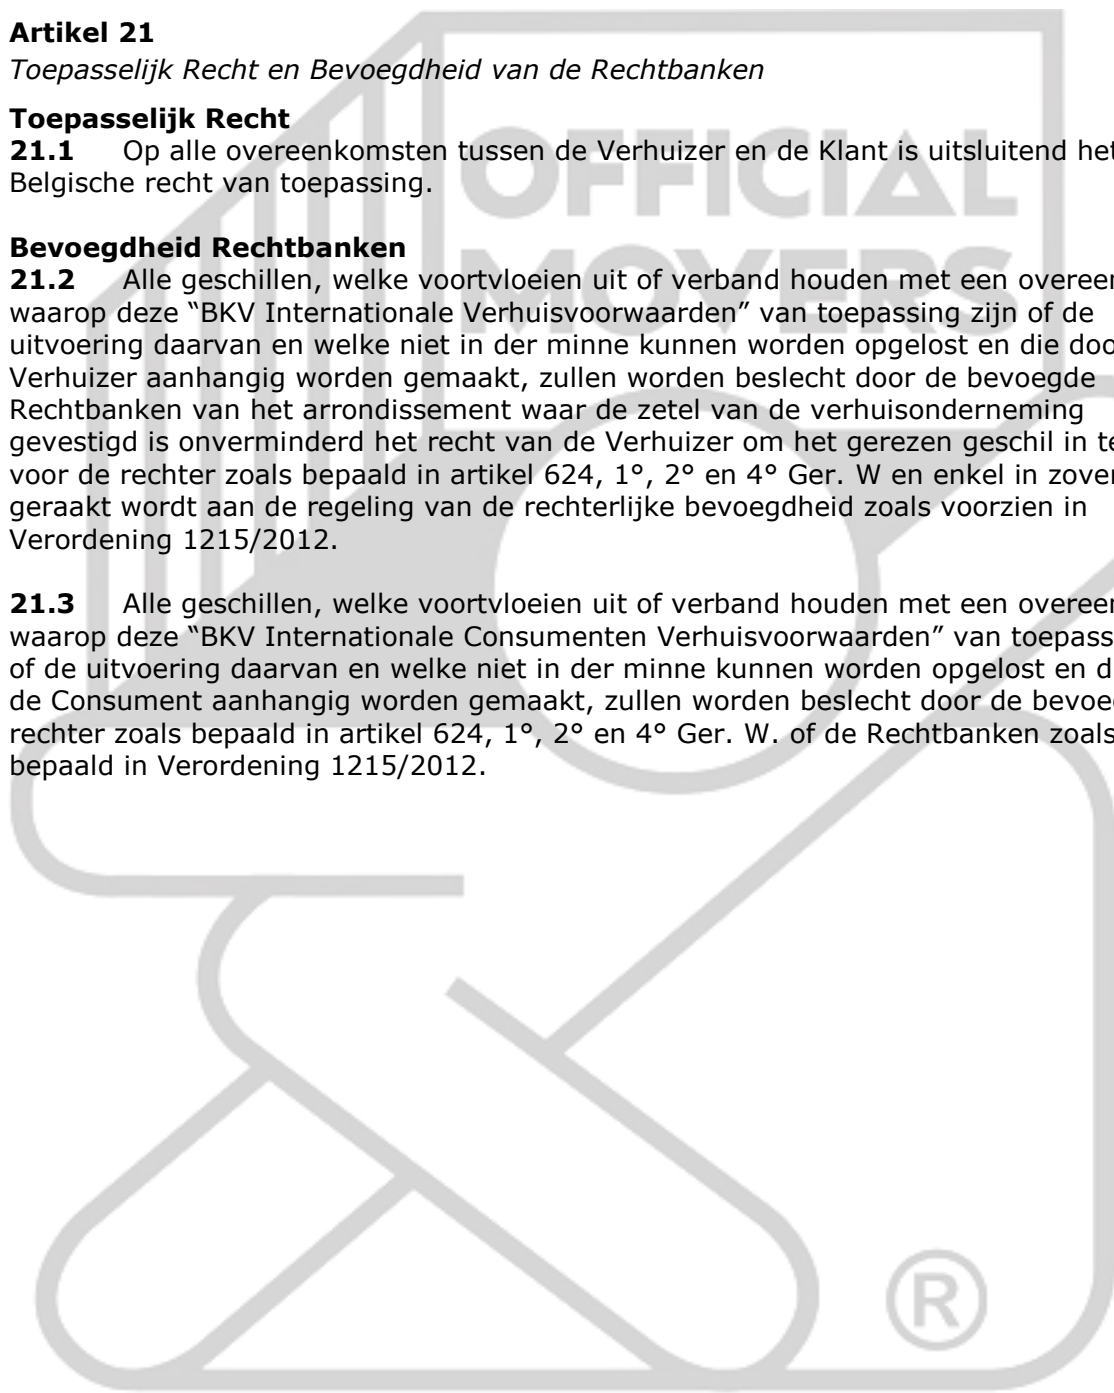 Artikel 21
Toepasselijk Recht en Bevoegdheid van de Rechtbanken
Toepasselijk Recht
21.1 Op alle overeenkomsten tussen de Verhuizer en de Klant is uitsluitend het
Belgische recht van toepassing.
OFFICIAL
MOVERS
Bevoegdheid Rechtbanken
21.2 Alle geschillen, welke voortvloeien uit of verband houden met een
waarop deze “BKV Internationale Verhuisvoorwaarden” van toepassing zijn of de
uitvoering daarvan en welke niet in der minne kunnen worden opgelost en die
Verhuizer aanhangig worden gemaakt, zullen worden beslecht door de bevoegde
Rechtbanken van het arrondissement waar de zetel van de verhuisonderneming
gevestigd is onverminderd het recht van de Verhuizer om het gerezen geschil in
voor de rechter zoals bepaald in artikel 624, 1°, 2° en 4° Ger. W en enkel in
geraakt wordt aan de regeling van de rechterlijke bevoegdheid zoals voorzien in
Verordening 1215/2012.
21.3 Alle geschillen, welke voortvloeien uit of verband houden met een
waarop deze “BKV Internationale Consumenten Verhuisvoorwaarden” van
of de uitvoering daarvan en welke niet in der minne kunnen worden opgelost en
de Consument aanhangig worden gemaakt, zullen worden beslecht door de
rechter zoals bepaald in artikel 624, 1°, 2° en 4° Ger. W. of de Rechtbanken zoals
bepaald in Verordening 1215/2012.
®